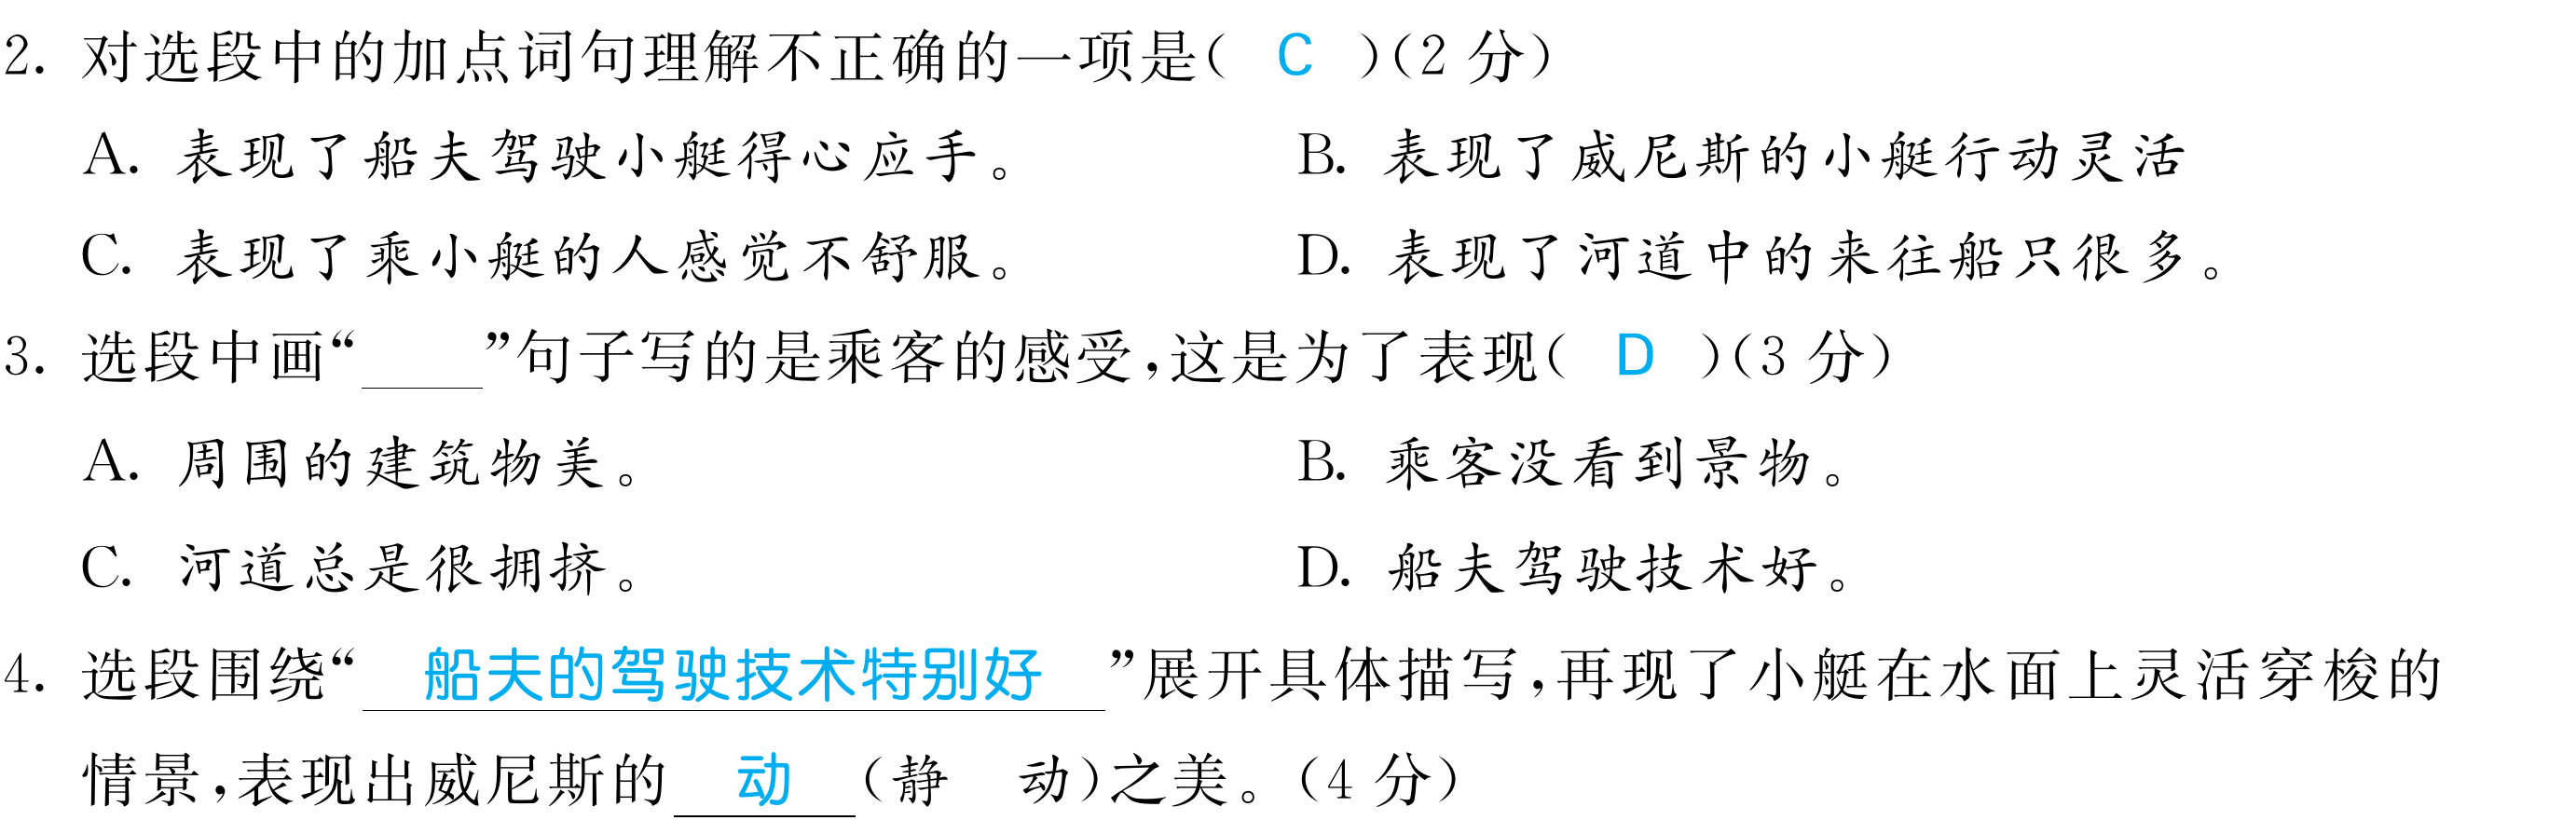 2. 对选段中的加点词句理解不正确的一项是( C )(2 分)
A. 表现了船夫驾驶小艇得心应手。 B. 表现了威尼斯的小艇行动灵活
C. 表现了乘小艇的人感觉不舒服。 D. 表现了河道中的来往船只很多。
3. 选段中画“____”句子写的是乘客的感受,这是为了表现( D )(3 分)
A. 周围的建筑物美。 B. 乘客没看到景物。
C. 河道总是很拥挤。 D. 船夫驾驶技术好。
4. 选段围绕“ 船夫的驾驶技术特别好 ”展开具体描写,再现了小艇在水面上灵活穿梭的
情景,表现出威尼斯的 动 (静 动)之美。(4 分)